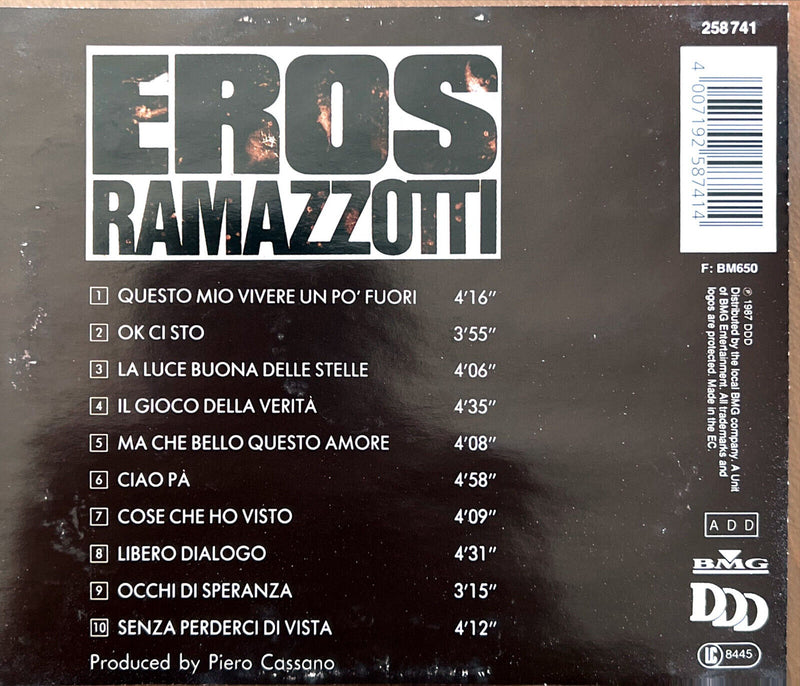 258 741
EROS
RAMAZZOTTI
4 007192 587414
F: BM650
℗ 1987 DDD
Distributed by the local BMG company. A Unit
of BMG Entertainment. All trademarks and
logos are protected. Made in the EC.
1 QUESTO MIO VIVERE UN PO' FUORI 4'16"
2 OK CI STO 3'55"
3 LA LUCE BUONA DELLE STELLE 4'06"
4 IL GIOCO DELLA VERITÀ 4'35"
5 MA CHE BELLO QUESTO AMORE 4'08"
6 CIAO PÀ 4'58"
7 COSE CHE HO VISTO 4'09"
8 LIBERO DIALOGO 4'31"
9 OCCHI DI SPERANZA 3'15"
10 SENZA PERDERCI DI VISTA 4'12"
Produced by Piero Cassano
ADD
BMG
DDD
LC 8445